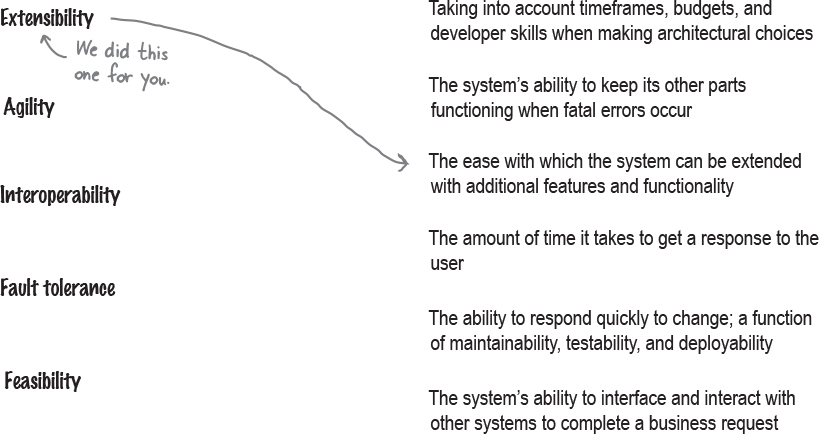 Extensibility
We did this
one for you.
Agility
Interoperability
Fault tolerance
Feasibility
Taking into account timeframes, budgets, and
developer skills when making architectural choices
The system’s ability to keep its other parts
functioning when fatal errors occur
The ease with which the system can be extended
with additional features and functionality
The amount of time it takes to get a response to the
user
The ability to respond quickly to change; a function
of maintainability, testability, and deployability
The system’s ability to interface and interact with
other systems to complete a business request